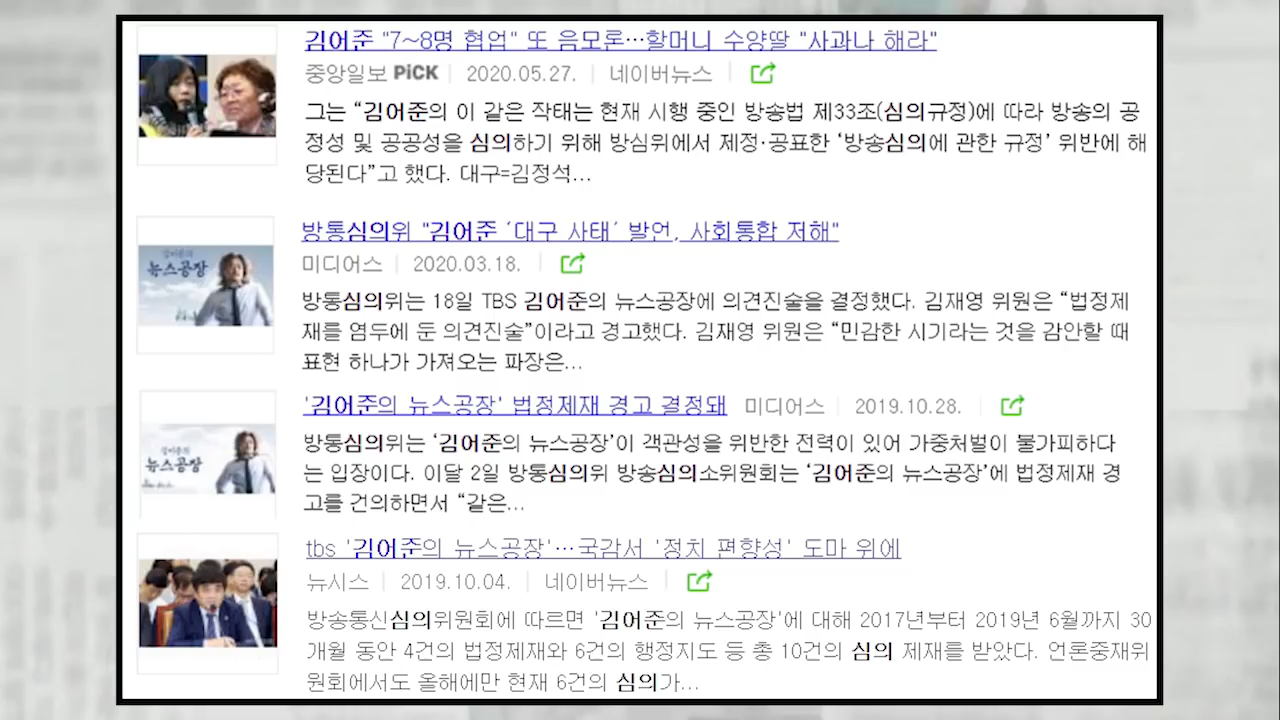 김어준 "7~8명 협업" 또 음모론…할머니 수양딸 "사과나 해라"
중앙일보 PiCK 2020.05.27. 네이버뉴스
그는 “김어준의 이 같은 작태는 현재 시행 중인 방송법 제33조(심의규정)에 따라 방송의 공
정성 및 공공성을 심의하기 위해 방심위에서 제정·공표한 ‘방송심의에 관한 규정’ 위반에 해
당된다”고 했다. 대구=김정석...
방통심의위 "김어준 ´대구 사태´ 발언, 사회통합 저해"
미디어스 2020.03.18.
김어준의
뉴스공장
방통심의위는 18일 TBS 김어준의 뉴스공장에 의견진술을 결정했다. 김재영 위원은 “법정제
재를 염두에 둔 의견진술”이라고 경고했다. 김재영 위원은 “민감한 시기라는 것을 감안할 때
표현 하나가 가져오는 파장은...
'김어준의 뉴스공장' 법정제재 경고 결정돼 미디어스 2019.10.28.
김어준의
뉴스공장
방통심의위는 ‘김어준의 뉴스공장’이 객관성을 위반한 전력이 있어 가중처벌이 불가피하다
는 입장이다. 이달 2일 방통심의위 방송심의소위원회는 ‘김어준의 뉴스공장’에 법정제재 경
고를 건의하면서 “같은...
tbs '김어준의 뉴스공장'…국감서 '정치 편향성' 도마 위에
뉴시스 2019.10.04. 네이버뉴스
방송통신심의위원회에 따르면 '김어준의 뉴스공장'에 대해 2017년부터 2019년 6월까지 30
개월 동안 4건의 법정제재와 6건의 행정지도 등 총 10건의 심의 제재를 받았다. 언론중재위
원회에서도 올해에만 현재 6건의 심의가...